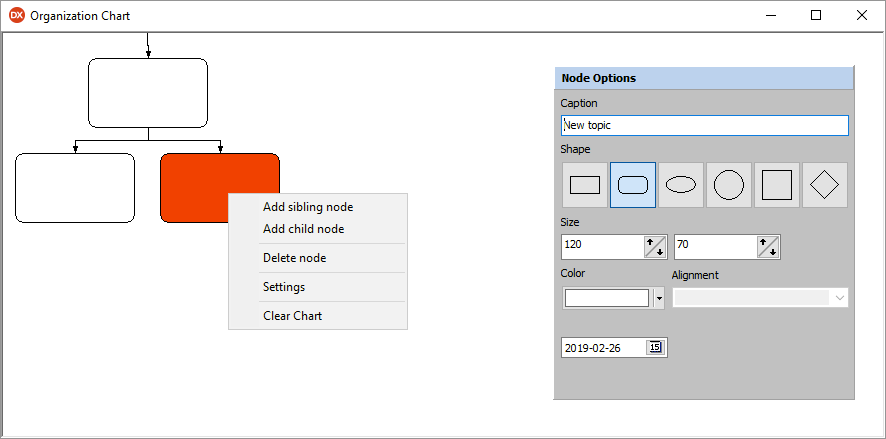 DX Organization Chart
Node Options
Caption
New topic
Shape
Size
120 70
Color Alignment
2019-02-26 15
Add sibling node
Add child node
Delete node
Settings
Clear Chart